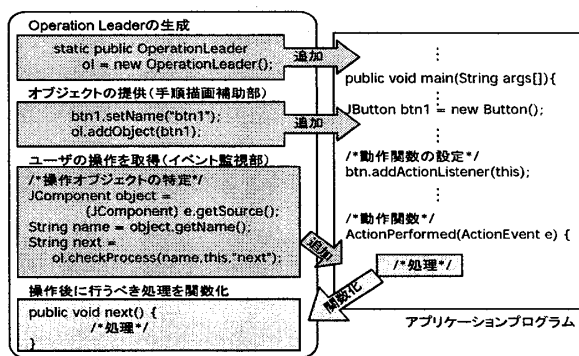 Operation Leaderの生成
static public OperationLeader
ol = new OperationLeader();
追加
オブジェクトの提供(手順描画補助部)
btn1.setName("btn1");
ol.addObject(btn1);
追加
ユーザの操作を取得(イベント監視部)
/*操作オブジェクトの特定*/
JComponent object =
(JComponent) e.getSource();
String name = object.getName();
String next =
ol.checkProcess(name,this,"next");
追加
操作後に行うべき処理を関数化
public void next() {
/*処理*/
}
関数化
⋮
public void main(String args[]){
JButton btn1 = new Button();
⋮
/*動作関数の設定*/
btn.addActionListener(this);
⋮
/*動作関数*/
ActionPerformed(ActionEvent e) {
/*処理*/
アプリケーションプログラム